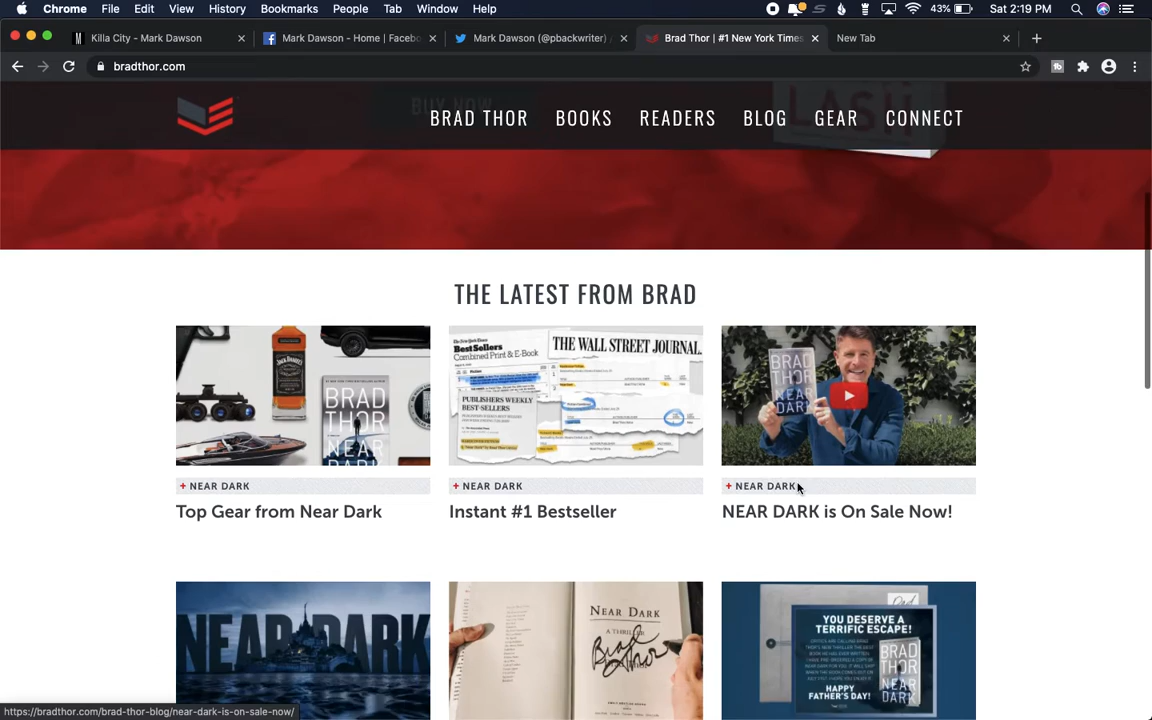 Chrome File Edit View History Bookmarks People Tab Window Help 43% Sat 2:19 PM
Killa City - Mark Dawson Mark Dawson - Home | Facebo Mark Dawson (@pbackwriter) / Brad Thor | #1 New York Times New Tab
bradthor.com
BUY NOW
LASH
BRAD THOR BOOKS READERS BLOG GEAR CONNECT
THE LATEST FROM BRAD
BRAD THOR NEAR DARK
BestSellers
Combined Print & E-Book
THE WALL STREET JOURNAL.
PUBLISHERS WEEKLY
BEST-SELLERS
BRAD THOR NEAR DARK
+ NEAR DARK + NEAR DARK + NEAR DARK
Top Gear from Near Dark Instant #1 Bestseller NEAR DARK is On Sale Now!
NEAR DARK
NEAR DARK
A THRILLER
Brad Thor
YOU DESERVE A
TERRIFIC ESCAPE!
HAPPY
FATHER'S DAY!
BRAD THOR NEAR DARK
https://bradthor.com/brad-thor-blog/near-dark-is-on-sale-now/